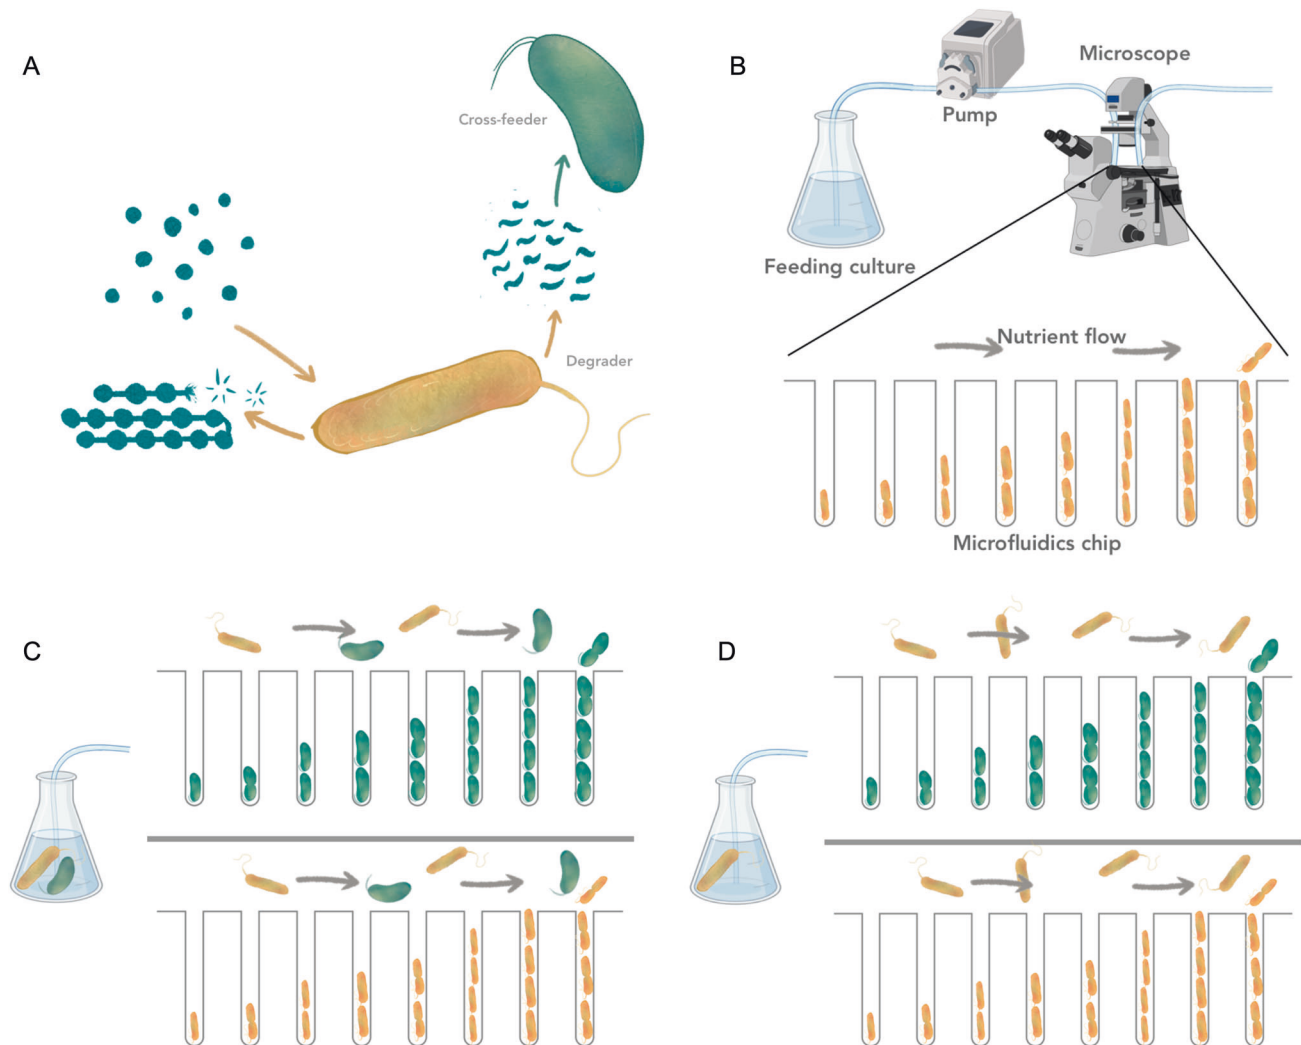 A
Cross-feeder
Degrader
B
Microscope
Pump
Feeding culture
Nutrient flow
Microfluidics chip
C
D